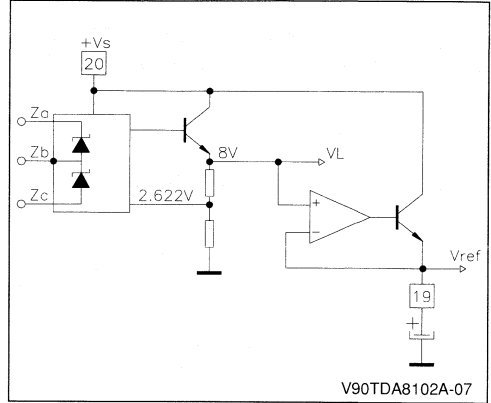 +Vs
20
Za
Zb
Zc
8V
VL
2.622V
+
−
Vref
19
+
V90TDA8102A-07